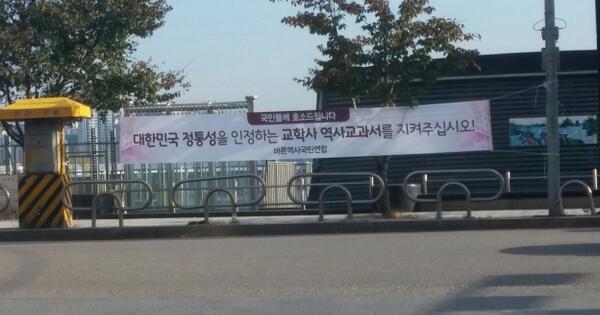 국민들께 호소드립니다
대한민국 정통성을 인정하는 교학사 역사교과서를 지켜주십시오!
바른역사국민연합